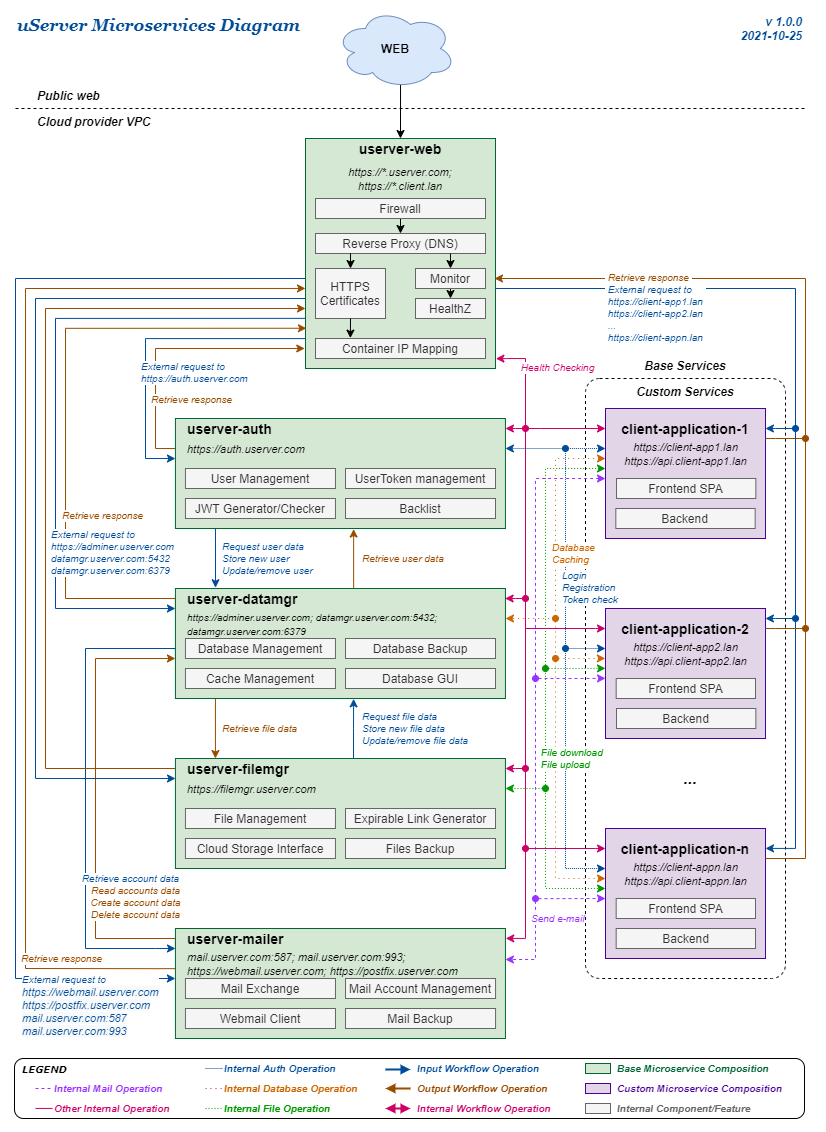 uServer Microservices Diagram
v 1.0.0
2021-10-25
WEB
Public web
Cloud provider VPC
userver-web
https://*.userver.com;
https://*.client.lan
Firewall
Reverse Proxy (DNS)
HTTPS
Certificates
Monitor
HealthZ
Container IP Mapping
Retrieve response
External request to
https://client-app1.lan
https://client-app2.lan
...
https://client-appn.lan
External request to
https://auth.userver.com
Retrieve response
Health Checking
Base Services
Custom Services
userver-auth
https://auth.userver.com
User Management
UserToken management
JWT Generator/Checker
Backlist
client-application-1
https://client-app1.lan
https://api.client-app1.lan
Frontend SPA
Backend
Retrieve response
External request to
https://adminer.userver.com
datamgr.userver.com:5432
datamgr.userver.com:6379
Request user data
Store new user
Update/remove user
Retrieve user data
Database
Caching
Login
Registration
Token check
userver-datamgr
https://adminer.userver.com; datamgr.userver.com:5432;
datamgr.userver.com:6379
Database Management
Database Backup
Cache Management
Database GUI
client-application-2
https://client-app2.lan
https://api.client-app2.lan
Frontend SPA
Backend
Retrieve file data
Request file data
Store new file data
Update/remove file data
File download
File upload
...
userver-filemgr
https://filemgr.userver.com
File Management
Expirable Link Generator
Cloud Storage Interface
Files Backup
client-application-n
https://client-appn.lan
https://api.client-appn.lan
Frontend SPA
Backend
Retrieve account data
Read accounts data
Create account data
Delete account data
Send e-mail
userver-mailer
mail.userver.com:587; mail.userver.com:993;
https://webmail.userver.com; https://postfix.userver.com
Mail Exchange
Mail Account Management
Webmail Client
Mail Backup
Retrieve response
External request to
https://webmail.userver.com
https://postfix.userver.com
mail.userver.com:587
mail.userver.com:993
LEGEND
Internal Auth Operation
Input Workflow Operation
Base Microservice Composition
Internal Mail Operation
Internal Database Operation
Output Workflow Operation
Custom Microservice Composition
Other Internal Operation
Internal File Operation
Internal Workflow Operation
Internal Component/Feature